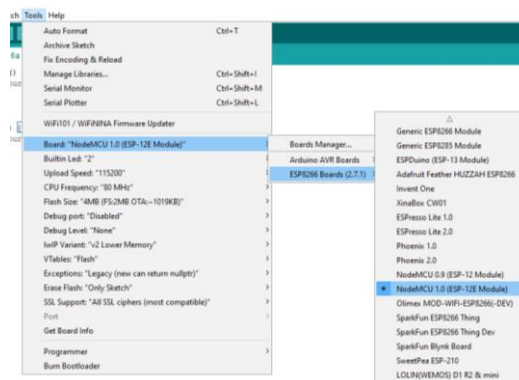 ch Tools Help
Auto Format Ctrl+T
Archive Sketch
Fix Encoding & Reload
Manage Libraries... Ctrl+Shift+I
Serial Monitor Ctrl+Shift+M
Serial Plotter Ctrl+Shift+L
WiFi101 / WiFiNINA Firmware Updater
Board: "NodeMCU 1.0 (ESP-12E Module)"
Builtin Led: "2"
Upload Speed: "115200"
CPU Frequency: "80 MHz"
Flash Size: "4MB (FS:2MB OTA:~1019KB)"
Debug port: "Disabled"
Debug Level: "None"
IwIP Variant: "v2 Lower Memory"
VTables: "Flash"
Exceptions: "Legacy (new can return nullptr)"
Erase Flash: "Only Sketch"
SSL Support: "All SSL ciphers (most compatible)"
Port
Get Board Info
Programmer
Burn Bootloader
Boards Manager...
Arduino AVR Boards
ESP8266 Boards (2.7.1)
Generic ESP8266 Module
Generic ESP8285 Module
ESPDuino (ESP-13 Module)
Adafruit Feather HUZZAH ESP8266
Invent One
XinaBox CW01
ESPresso Lite 1.0
ESPresso Lite 2.0
Phoenix 1.0
Phoenix 2.0
NodeMCU 0.9 (ESP-12 Module)
NodeMCU 1.0 (ESP-12E Module)
Olimex MOD-WIFI-ESP8266(-DEV)
SparkFun ESP8266 Thing
SparkFun ESP8266 Thing Dev
SparkFun Blynk Board
SweetPea ESP-210
LOLIN(WEMOS) D1 R2 & mini